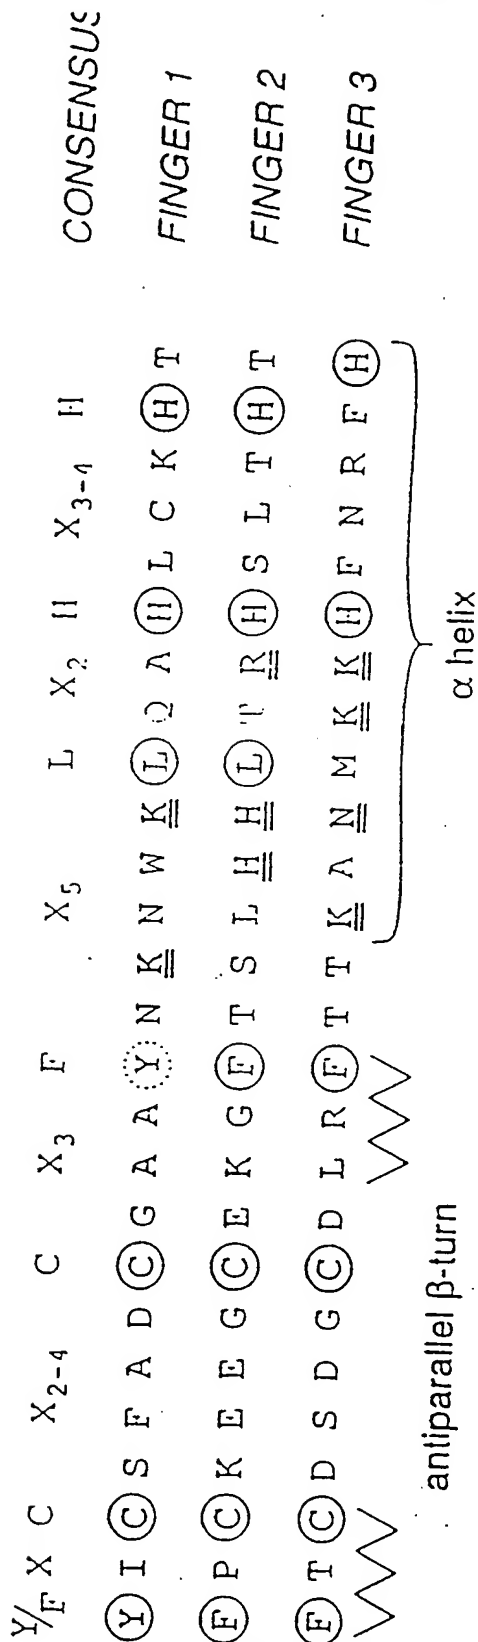 Y/F X C X2-4 C X3 F X5 L X2 H X3-4 H CONSENSUS
Y I C S F A D C G A A Y N K N W K L Q A H L C K H T FINGER 1
F P C K E E G C E K G F T S L H H L T R H S L T H T FINGER 2
F T C D S D G C D L R F T T K A N M K K H F N R F H FINGER 3
antiparallel β-turn
α helix